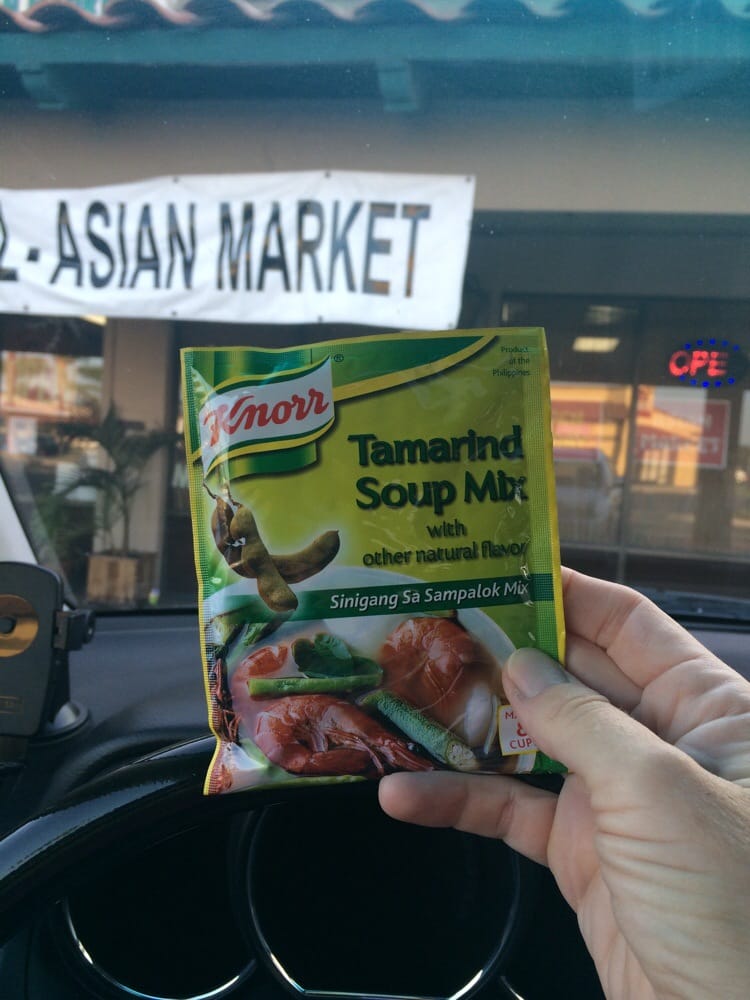 - ASIAN MARKET
OPE
Knorr®
Product
of the
Philippines
Tamarind
Soup Mix
with
other natural flavor
Sinigang Sa Sampalok Mix
8
CUPS